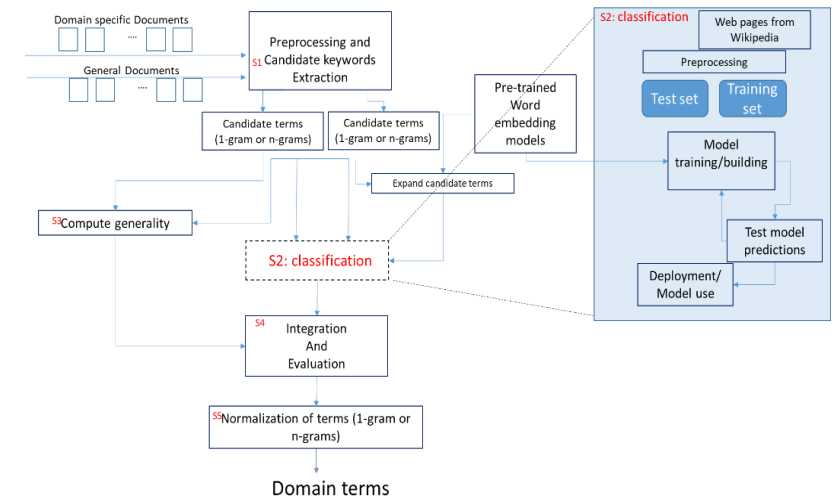 Domain specific Documents
....
General Documents
....
S1
Preprocessing and
Candidate keywords
Extraction
Candidate terms
(1-gram or n-grams)
Candidate terms
(1-gram or n-grams)
Pre-trained
Word
embedding
models
Expand candidate terms
S3
Compute generality
S2: classification
S4
Integration
And
Evaluation
S5
Normalization of terms (1-gram or
n-grams)
Domain terms
S2: classification
Web pages from
Wikipedia
Preprocessing
Test set
Training
set
Model
training/building
Test model
predictions
Deployment/
Model use